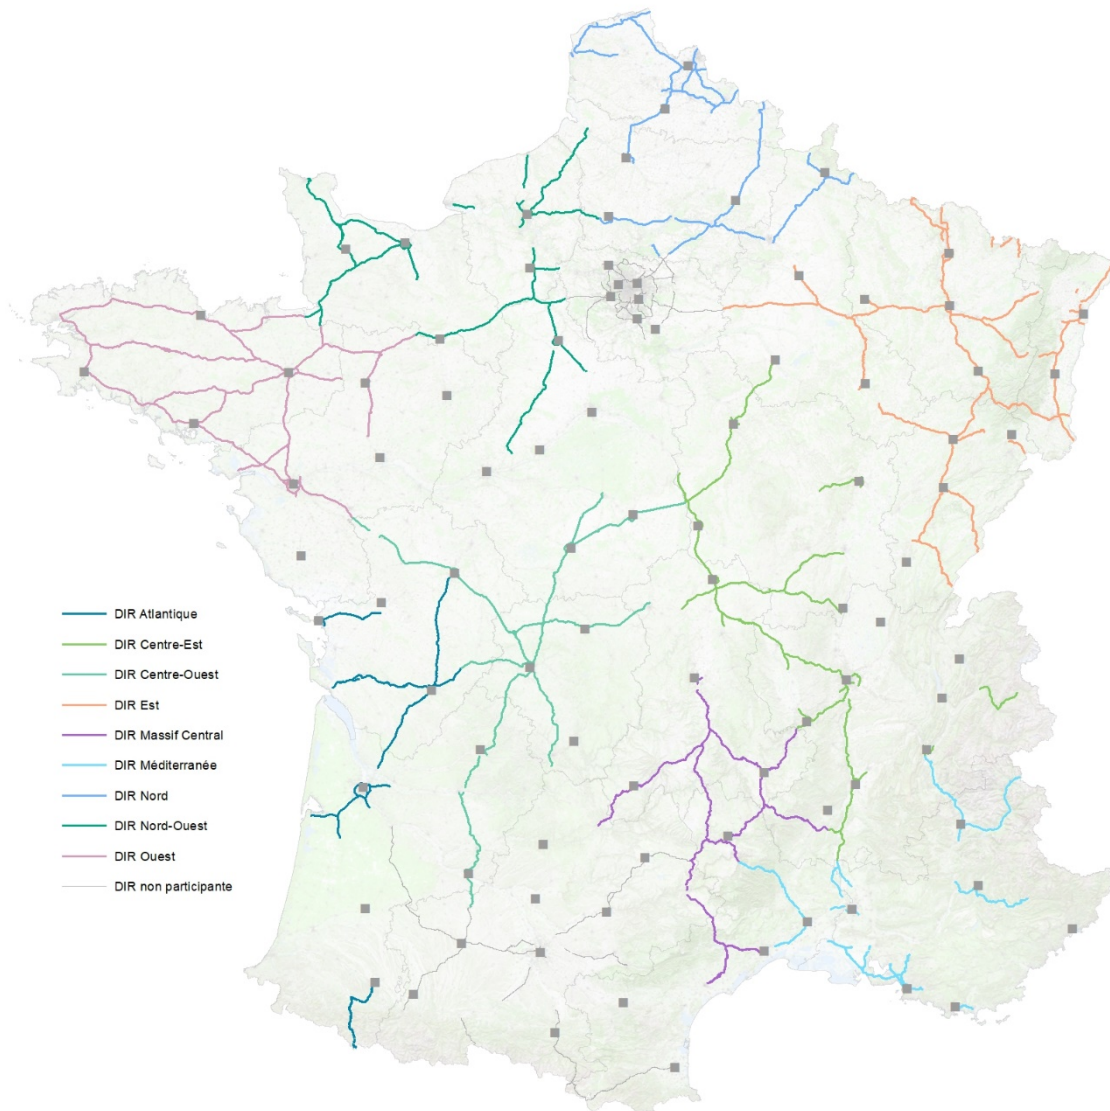 DIR Atlantique
DIR Centre-Est
DIR Centre-Ouest
DIR Est
DIR Massif Central
DIR Méditerranée
DIR Nord
DIR Nord-Ouest
DIR Ouest
DIR non participante